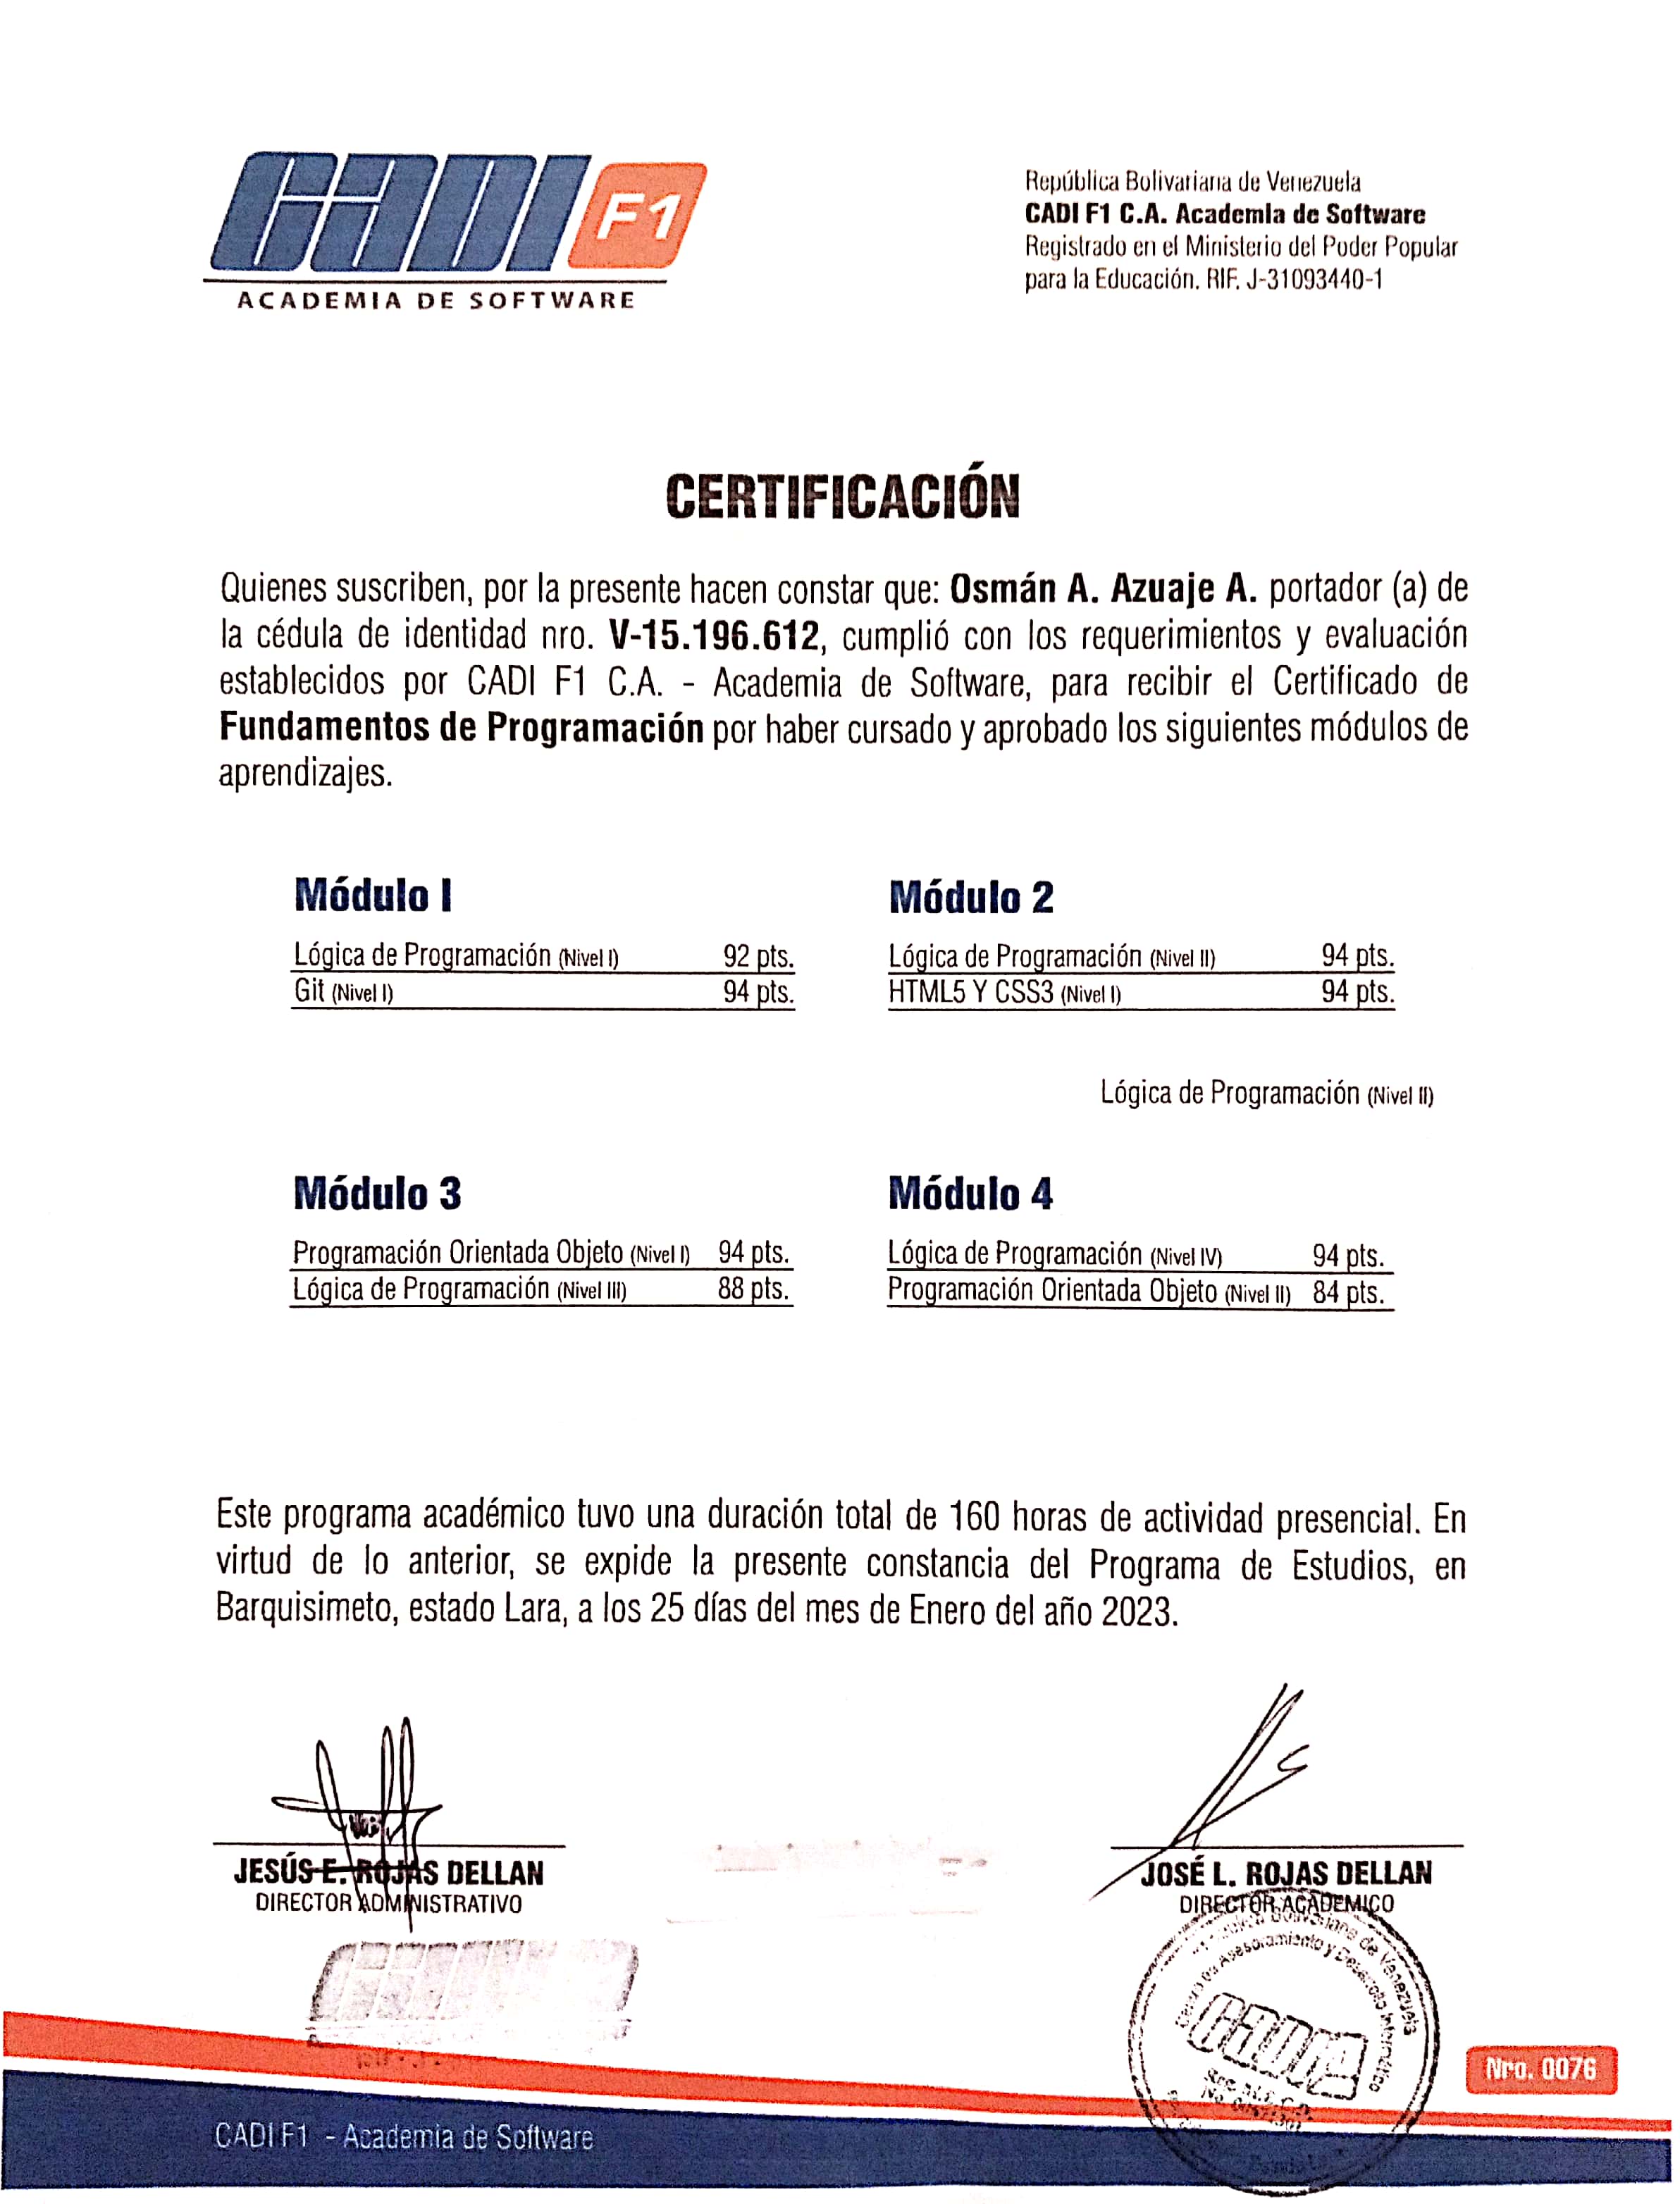 CADI F1
ACADEMIA DE SOFTWARE
República Bolivariana de Venezuela
CADI F1 C.A. Academia de Software
Registrado en el Ministerio del Poder Popular
para la Educación. RIF. J-31093440-1
CERTIFICACIÓN
Quienes suscriben, por la presente hacen constar que: Osmán A. Azuaje A. portador (a) de
la cédula de identidad nro. V-15.196.612, cumplió con los requerimientos y evaluación
establecidos por CADI F1 C.A. - Academia de Software, para recibir el Certificado de
Fundamentos de Programación por haber cursado y aprobado los siguientes módulos de
aprendizajes.
Módulo I
Lógica de Programación (Nivel I) 92 pts.
Git (Nivel I) 94 pts.
Módulo 2
Lógica de Programación (Nivel II) 94 pts.
HTML5 Y CSS3 (Nivel I) 94 pts.
Lógica de Programación (Nivel II)
Módulo 3
Programación Orientada Objeto (Nivel I) 94 pts.
Lógica de Programación (Nivel III) 88 pts.
Módulo 4
Lógica de Programación (Nivel IV) 94 pts.
Programación Orientada Objeto (Nivel II) 84 pts.
Este programa académico tuvo una duración total de 160 horas de actividad presencial. En
virtud de lo anterior, se expide la presente constancia del Programa de Estudios, en
Barquisimeto, estado Lara, a los 25 días del mes de Enero del año 2023.
JESÚS E. ROJAS DELLAN
DIRECTOR ADMINISTRATIVO
JOSÉ L. ROJAS DELLAN
DIRECTOR ACADEMICO
Bolivariana de Venezuela
Centro de Asesoramiento y Desarrollo Informático
Nro. 0076
CADI F1 - Academia de Software